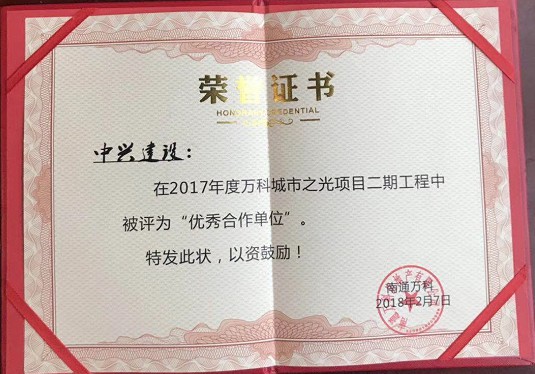 荣誉证书
HONORARY CREDENTIAL
中兴建设：
在2017年度万科城市之光项目二期工程中
被评为“优秀合作单位”。
特发此状，以资鼓励！
南通万科
2018年2月7日